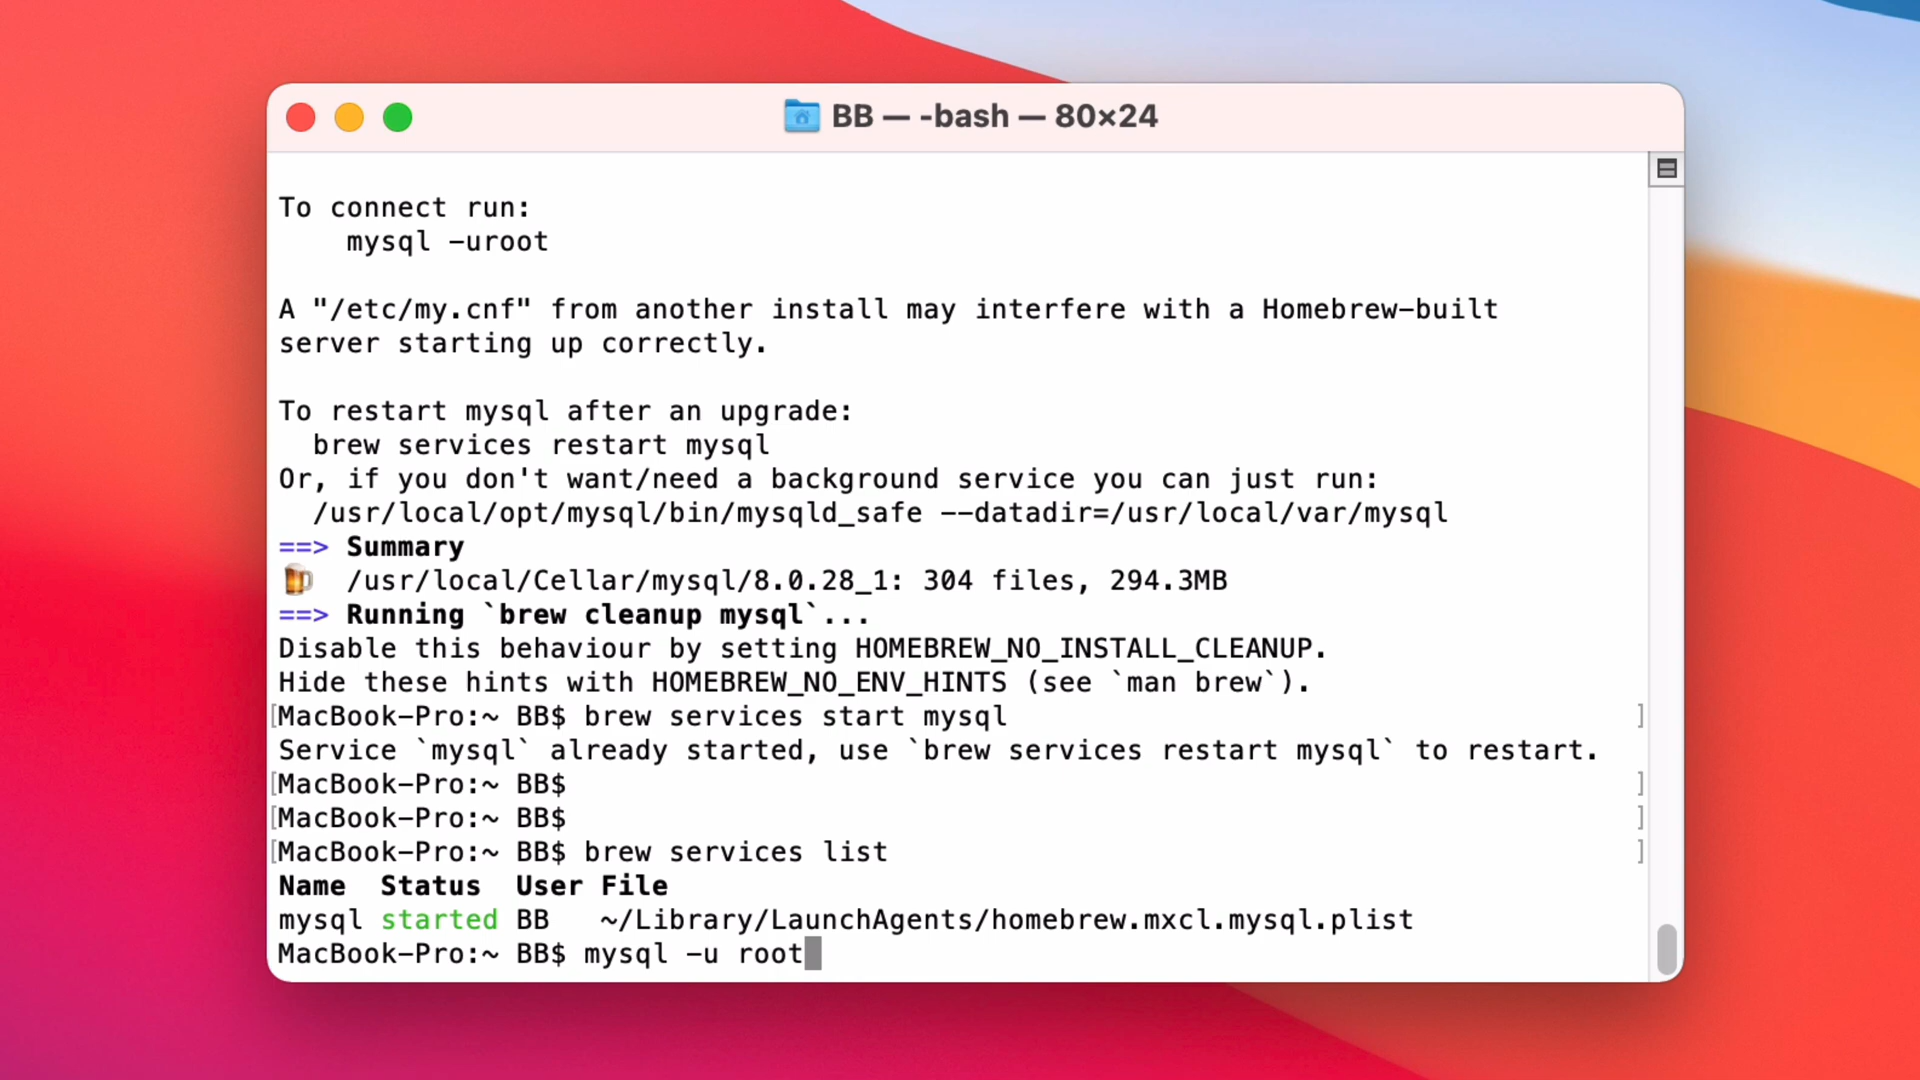 BB — -bash — 80×24
To connect run:
    mysql -uroot
A "/etc/my.cnf" from another install may interfere with a Homebrew-built
server starting up correctly.
To restart mysql after an upgrade:
  brew services restart mysql
Or, if you don't want/need a background service you can just run:
  /usr/local/opt/mysql/bin/mysqld_safe --datadir=/usr/local/var/mysql
==> Summary
🍺  /usr/local/Cellar/mysql/8.0.28_1: 304 files, 294.3MB
==> Running `brew cleanup mysql`...
Disable this behaviour by setting HOMEBREW_NO_INSTALL_CLEANUP.
Hide these hints with HOMEBREW_NO_ENV_HINTS (see `man brew`).
[MacBook-Pro:~ BB$ brew services start mysql ]
Service `mysql` already started, use `brew services restart mysql` to restart.
[MacBook-Pro:~ BB$ ]
[MacBook-Pro:~ BB$ ]
[MacBook-Pro:~ BB$ brew services list ]
Name  Status  User File
mysql started BB   ~/Library/LaunchAgents/homebrew.mxcl.mysql.plist
MacBook-Pro:~ BB$ mysql -u root